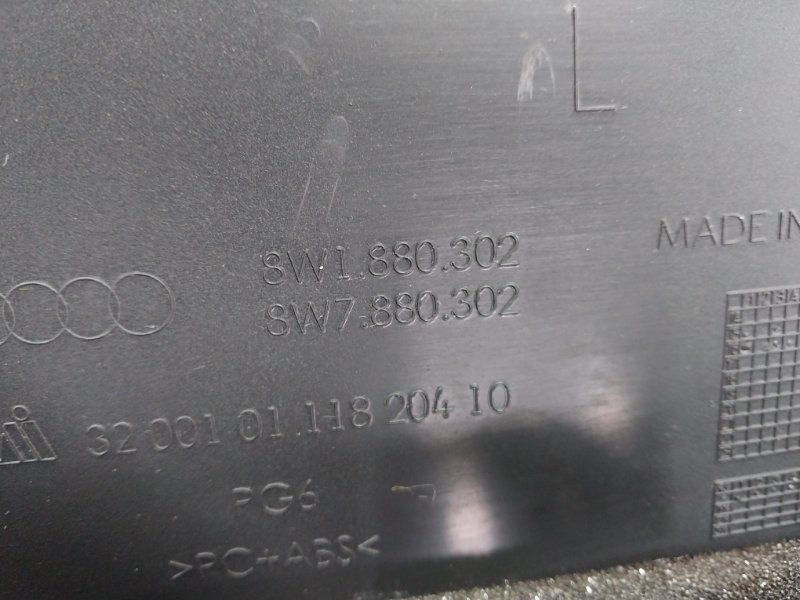 L
8W1.880.302
MADE IN
8W7.880.302
32 001 01.118 204 10
PG6
>PC+ABS<